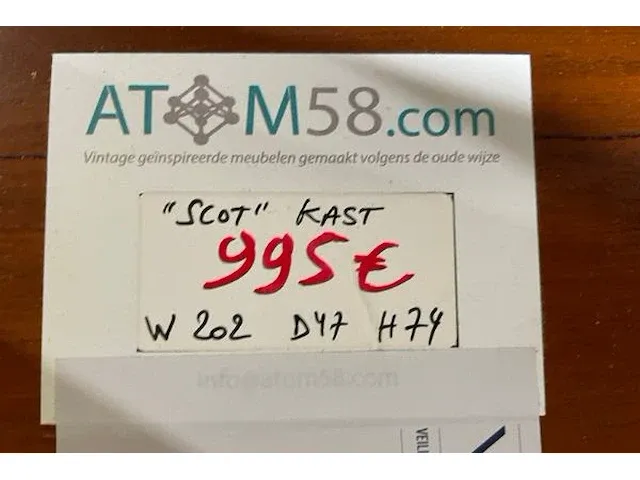 ATOM58.com
Vintage geïnspireerde meubelen gemaakt volgens de oude wijze
"SCOT" KAST
995€
W 202 D47 H74
info@atom58.com
VEIL